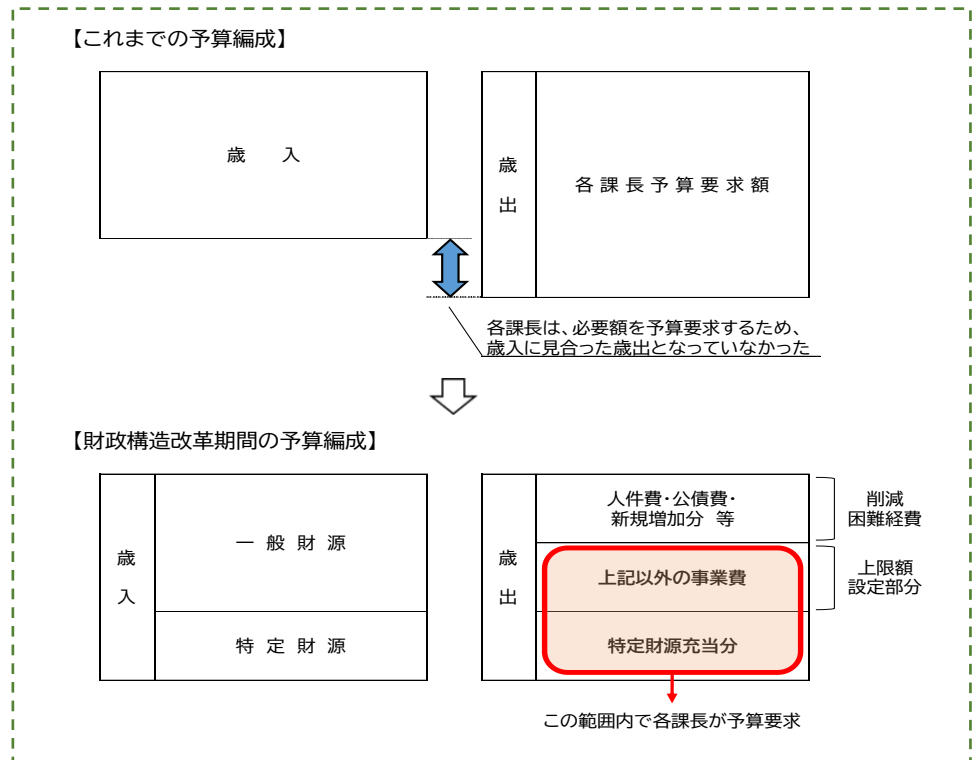 【これまでの予算編成】
歳　入
歳出
各課長予算要求額
各課長は、必要額を予算要求するため、
歳入に見合った歳出となっていなかった
【財政構造改革期間の予算編成】
歳入
一般財源
特定財源
歳出
人件費・公債費・
新規増加分 等
上記以外の事業費
特定財源充当分
削減
困難経費
上限額
設定部分
この範囲内で各課長が予算要求